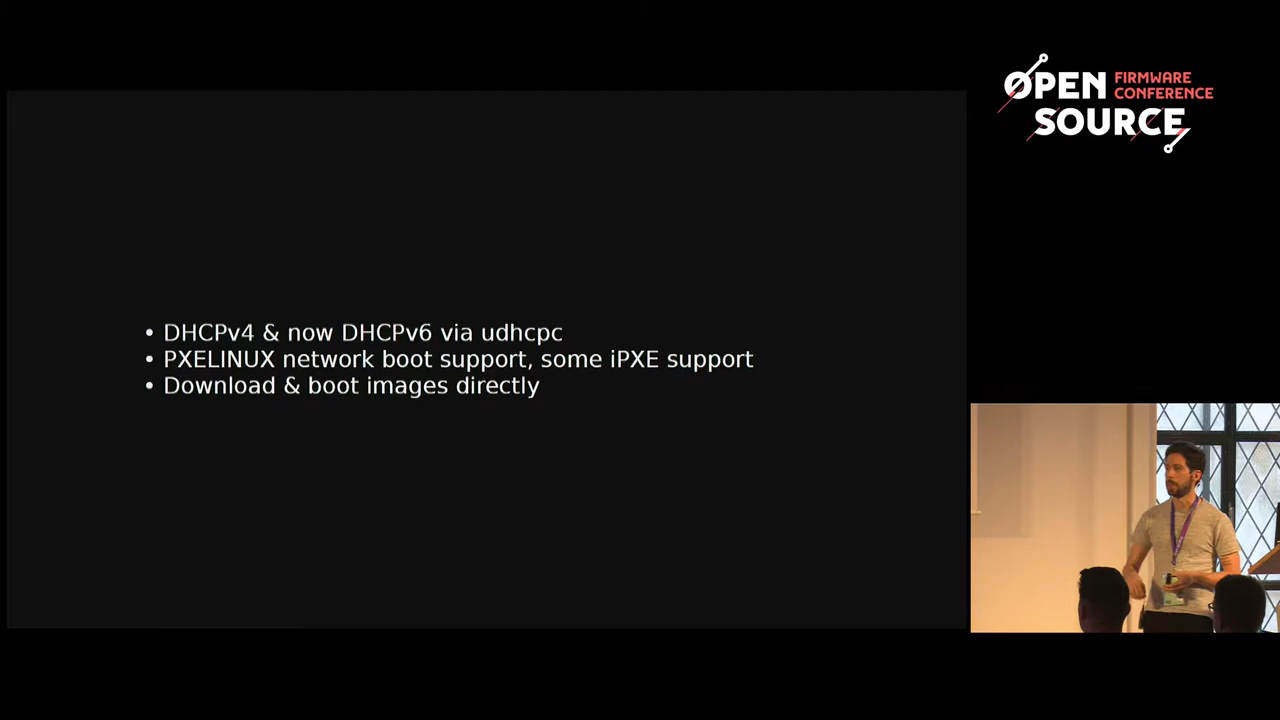 OPEN FIRMWARE
CONFERENCE
SOURCE
• DHCPv4 & now DHCPv6 via udhcpc
• PXELINUX network boot support, some iPXE support
• Download & boot images directly